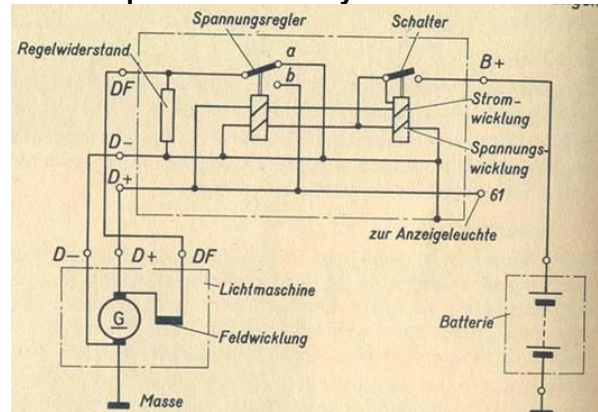 Spannungsregler
Schalter
Regelwiderstand
a
b
B+
DF
Strom-
wicklung
Spannungs-
wicklung
D-
D+
61
zur Anzeigeleuchte
D-
D+
DF
Lichtmaschine
G
Feldwicklung
Batterie
Masse